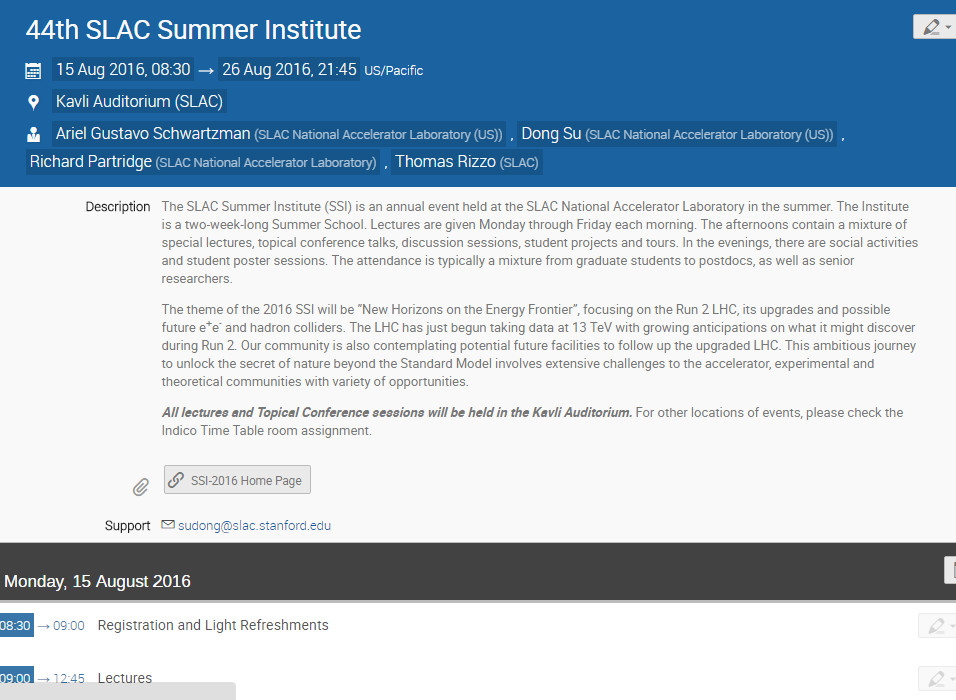 44th SLAC Summer Institute
15 Aug 2016, 08:30 → 26 Aug 2016, 21:45 US/Pacific
Kavli Auditorium (SLAC)
Ariel Gustavo Schwartzman (SLAC National Accelerator Laboratory (US)) , Dong Su (SLAC National Accelerator Laboratory (US)) ,
Richard Partridge (SLAC National Accelerator Laboratory) , Thomas Rizzo (SLAC)
Description The SLAC Summer Institute (SSI) is an annual event held at the SLAC National Accelerator Laboratory in the summer. The Institute
is a two-week-long Summer School. Lectures are given Monday through Friday each morning. The afternoons contain a mixture of
special lectures, topical conference talks, discussion sessions, student projects and tours. In the evenings, there are social activities
and student poster sessions. The attendance is typically a mixture from graduate students to postdocs, as well as senior
researchers.
The theme of the 2016 SSI will be “New Horizons on the Energy Frontier”, focusing on the Run 2 LHC, its upgrades and possible
future e⁺e⁻ and hadron colliders. The LHC has just begun taking data at 13 TeV with growing anticipations on what it might discover
during Run 2. Our community is also contemplating potential future facilities to follow up the upgraded LHC. This ambitious journey
to unlock the secret of nature beyond the Standard Model involves extensive challenges to the accelerator, experimental and
theoretical communities with variety of opportunities.
All lectures and Topical Conference sessions will be held in the Kavli Auditorium. For other locations of events, please check the
Indico Time Table room assignment.
SSI-2016 Home Page
Support sudong@slac.stanford.edu
Monday, 15 August 2016
08:30 → 09:00 Registration and Light Refreshments
09:00 → 12:45 Lectures